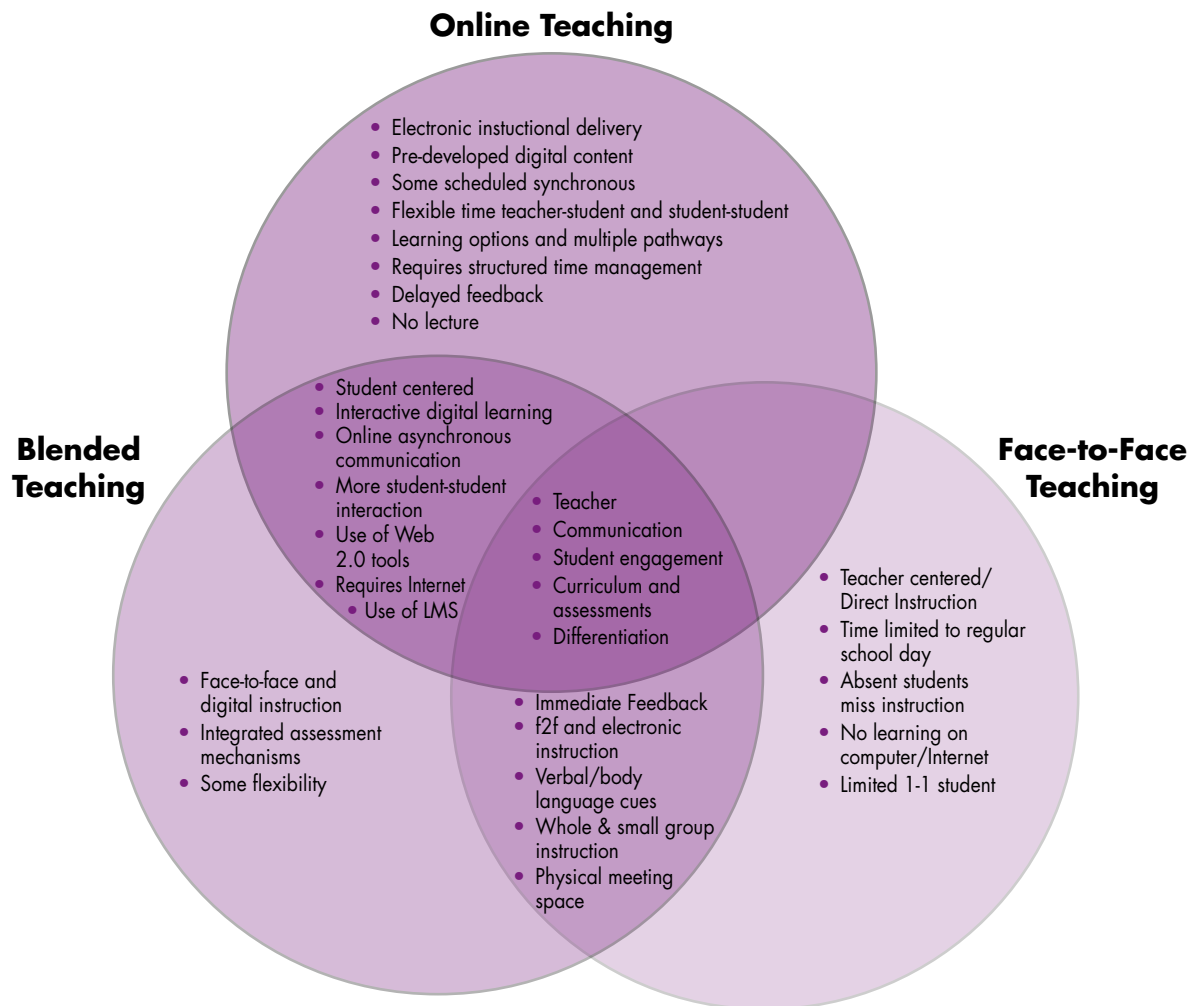 Online Teaching
• Electronic instuctional delivery
• Pre-developed digital content
• Some scheduled synchronous
• Flexible time teacher-student and student-student
• Learning options and multiple pathways
• Requires structured time management
• Delayed feedback
• No lecture
Blended
Teaching
• Student centered
• Interactive digital learning
• Online asynchronous
communication
• More student-student
interaction
• Use of Web
2.0 tools
• Requires Internet
• Use of LMS
• Teacher
• Communication
• Student engagement
• Curriculum and
assessments
• Differentiation
Face-to-Face
Teaching
• Teacher centered/
Direct Instruction
• Time limited to regular
school day
• Absent students
miss instruction
• No learning on
computer/Internet
• Limited 1-1 student
• Face-to-face and
digital instruction
• Integrated assessment
mechanisms
• Some flexibility
• Immediate Feedback
• f2f and electronic
instruction
• Verbal/body
language cues
• Whole & small group
instruction
• Physical meeting
space